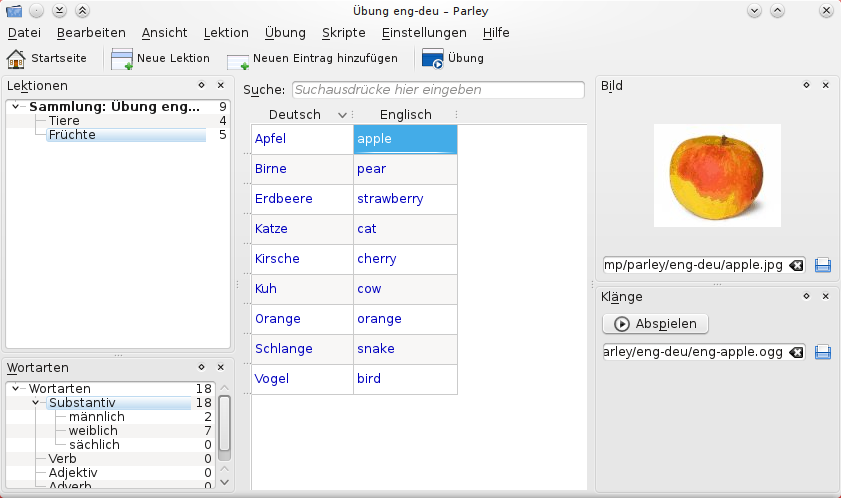 Übung eng-deu – Parley
Datei Bearbeiten Ansicht Lektion Übung Skripte Einstellungen Hilfe
Startseite Neue Lektion Neuen Eintrag hinzufügen Übung
Lektionen
Sammlung: Übung eng... 9
Tiere 4
Früchte 5
Wortarten
Wortarten 18
Substantiv 18
männlich 2
weiblich 7
sächlich 0
Verb 0
Adjektiv 0
Adverb 0
Suche: Suchausdrücke hier eingeben
Deutsch Englisch
Apfel apple
Birne pear
Erdbeere strawberry
Katze cat
Kirsche cherry
Kuh cow
Orange orange
Schlange snake
Vogel bird
Bild
mp/parley/eng-deu/apple.jpg
Klänge
Abspielen
arley/eng-deu/eng-apple.ogg